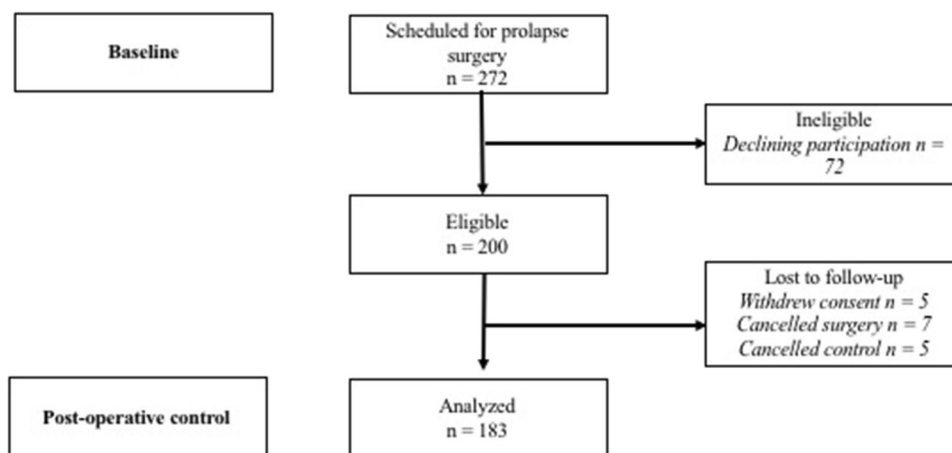 Baseline
Scheduled for prolapse
surgery
n = 272
Ineligible
Declining participation n =
72
Eligible
n = 200
Lost to follow-up
Withdrew consent n = 5
Cancelled surgery n = 7
Cancelled control n = 5
Post-operative control
Analyzed
n = 183